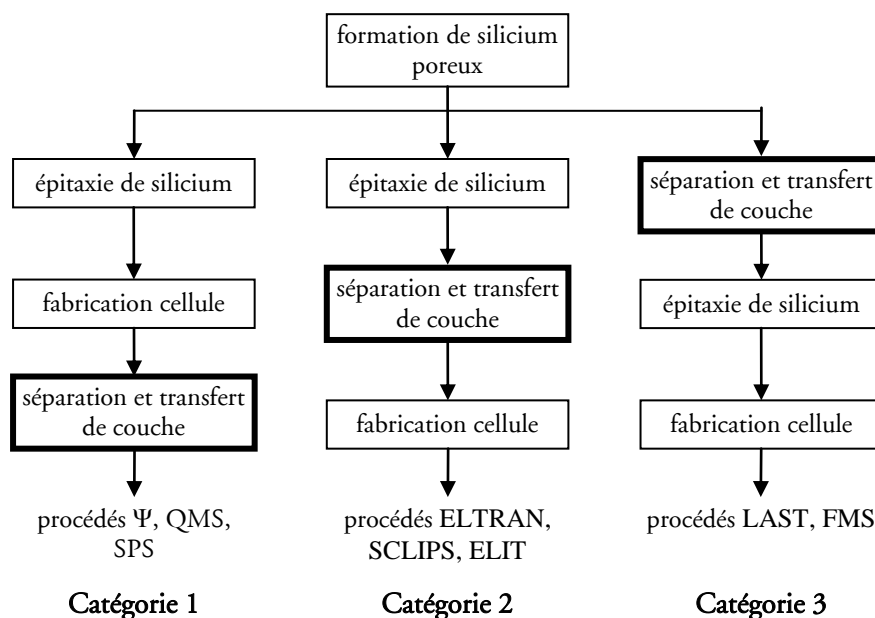 formation de silicium
poreux
épitaxie de silicium
fabrication cellule
séparation et transfert
de couche
procédés Ψ, QMS,
SPS
Catégorie 1
épitaxie de silicium
séparation et transfert
de couche
fabrication cellule
procédés ELTRAN,
SCLIPS, ELIT
Catégorie 2
séparation et transfert
de couche
épitaxie de silicium
fabrication cellule
procédés LAST, FMS
Catégorie 3